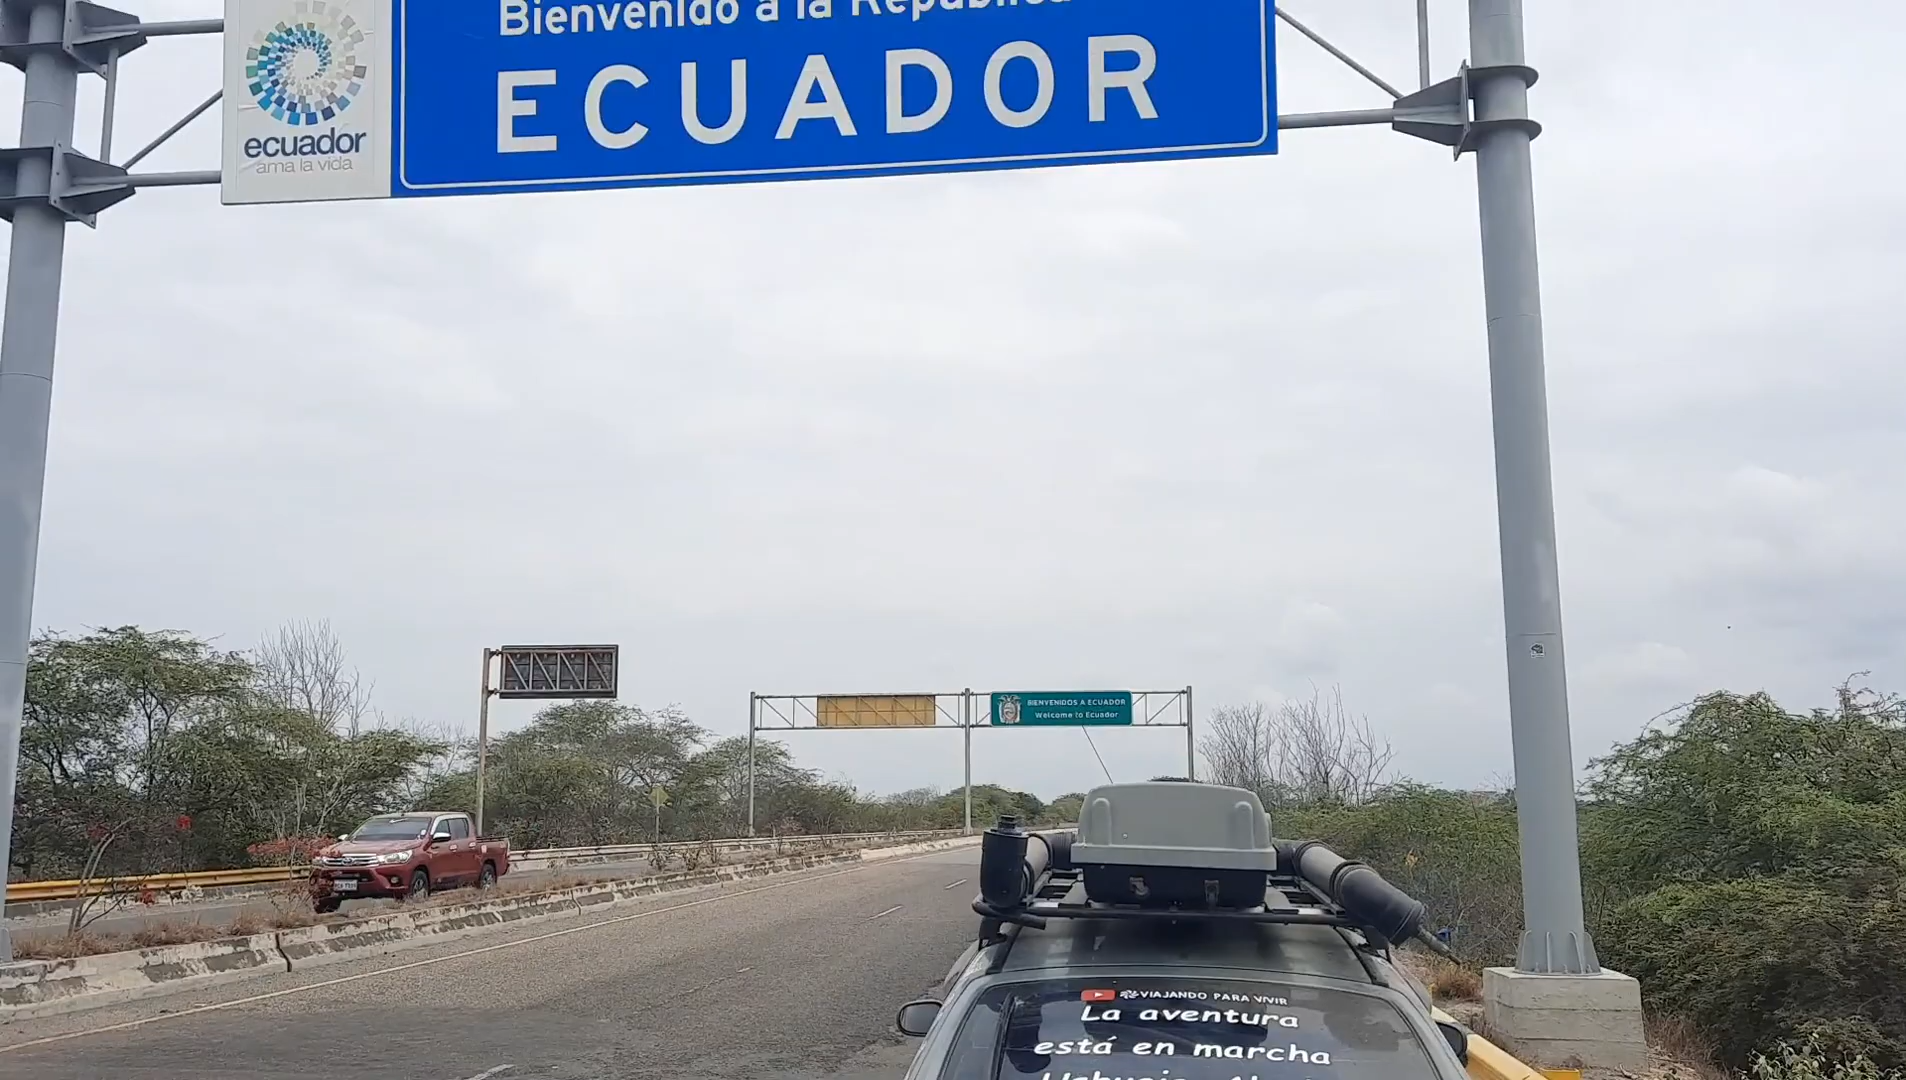 Bienvenido a la República
ECUADOR
ecuador
ama la vida
BIENVENIDOS A ECUADOR
Welcome to Ecuador
VIAJANDO PARA VIVIR
La aventura
está en marcha